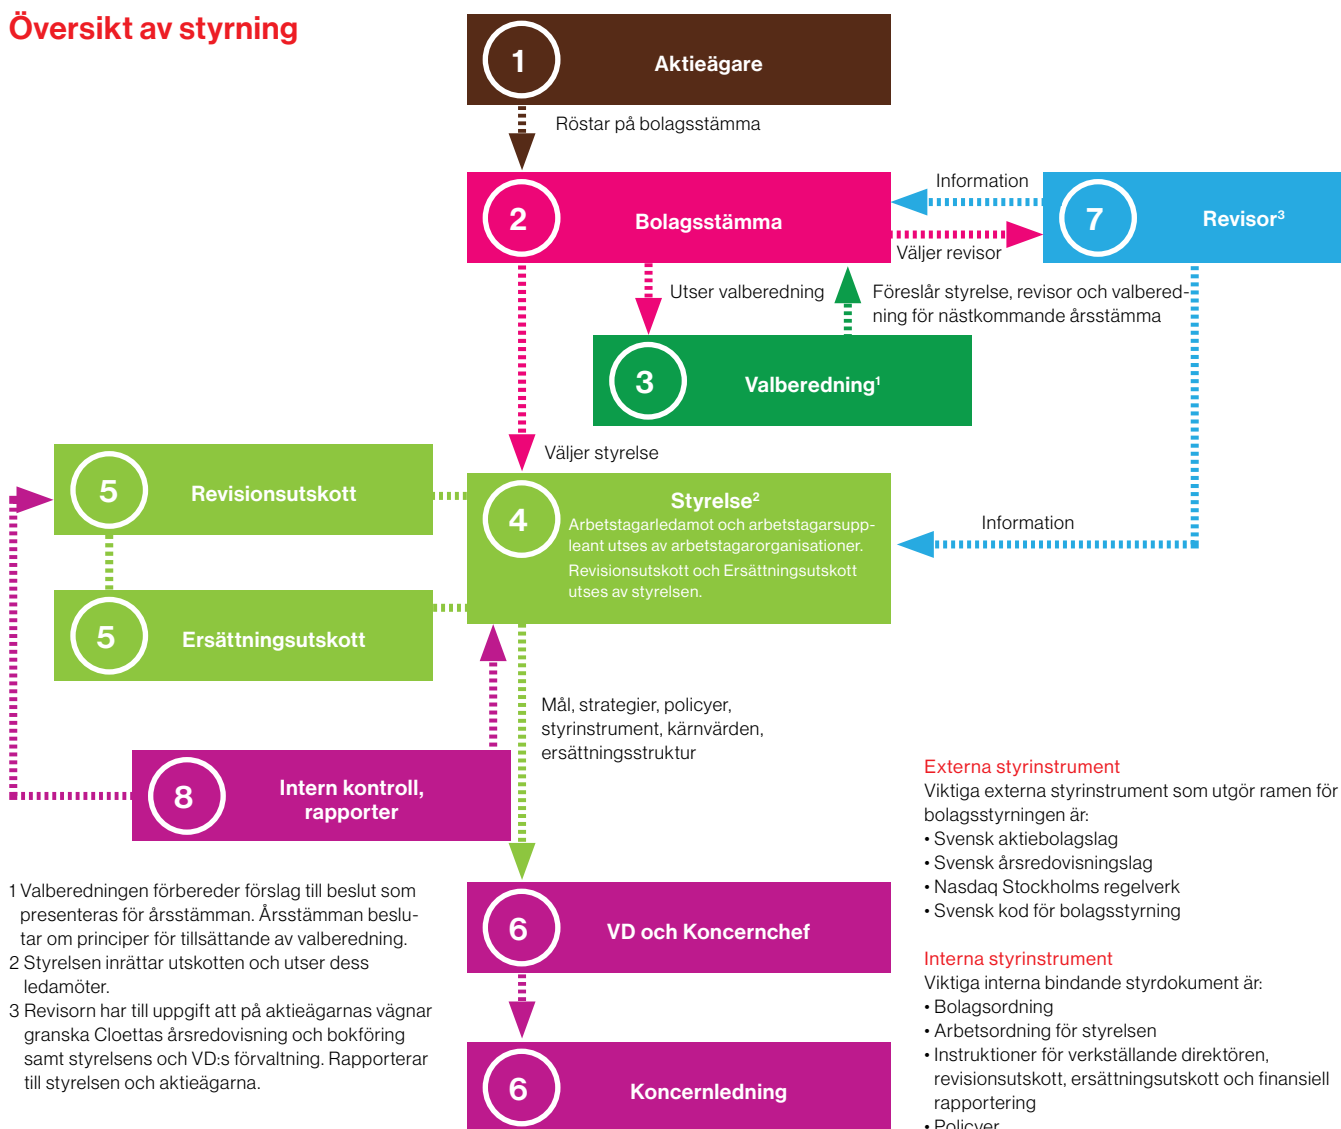 Översikt av styrning
1
Aktieägare
Röstar på bolagsstämma
2
Bolagsstämma
Information
Väljer revisor
7
Revisor³
Utser valberedning
Föreslår styrelse, revisor och valbered-
ning för nästkommande årsstämma
3
Valberedning¹
Väljer styrelse
5
Revisionsutskott
4
Styrelse²
Arbetstagarledamot och arbetstagarsupp-
leant utses av arbetstagarorganisationer.
Revisionsutskott och Ersättningsutskott
utses av styrelsen.
Information
5
Ersättningsutskott
Mål, strategier, policyer,
styrinstrument, kärnvärden,
ersättningsstruktur
8
Intern kontroll,
rapporter
6
VD och Koncernchef
6
Koncernledning
1 Valberedningen förbereder förslag till beslut som
presenteras för årsstämman. Årsstämman beslu-
tar om principer för tillsättande av valberedning.
2 Styrelsen inrättar utskotten och utser dess
ledamöter.
3 Revisorn har till uppgift att på aktieägarnas vägnar
granska Cloettas årsredovisning och bokföring
samt styrelsens och VD:s förvaltning. Rapporterar
till styrelsen och aktieägarna.
Externa styrinstrument
Viktiga externa styrinstrument som utgör ramen för
bolagsstyrningen är:
• Svensk aktiebolagslag
• Svensk årsredovisningslag
• Nasdaq Stockholms regelverk
• Svensk kod för bolagsstyrning
Interna styrinstrument
Viktiga interna bindande styrdokument är:
• Bolagsordning
• Arbetsordning för styrelsen
• Instruktioner för verkställande direktören,
revisionsutskott, ersättningsutskott och finansiell
rapportering
• Policyer